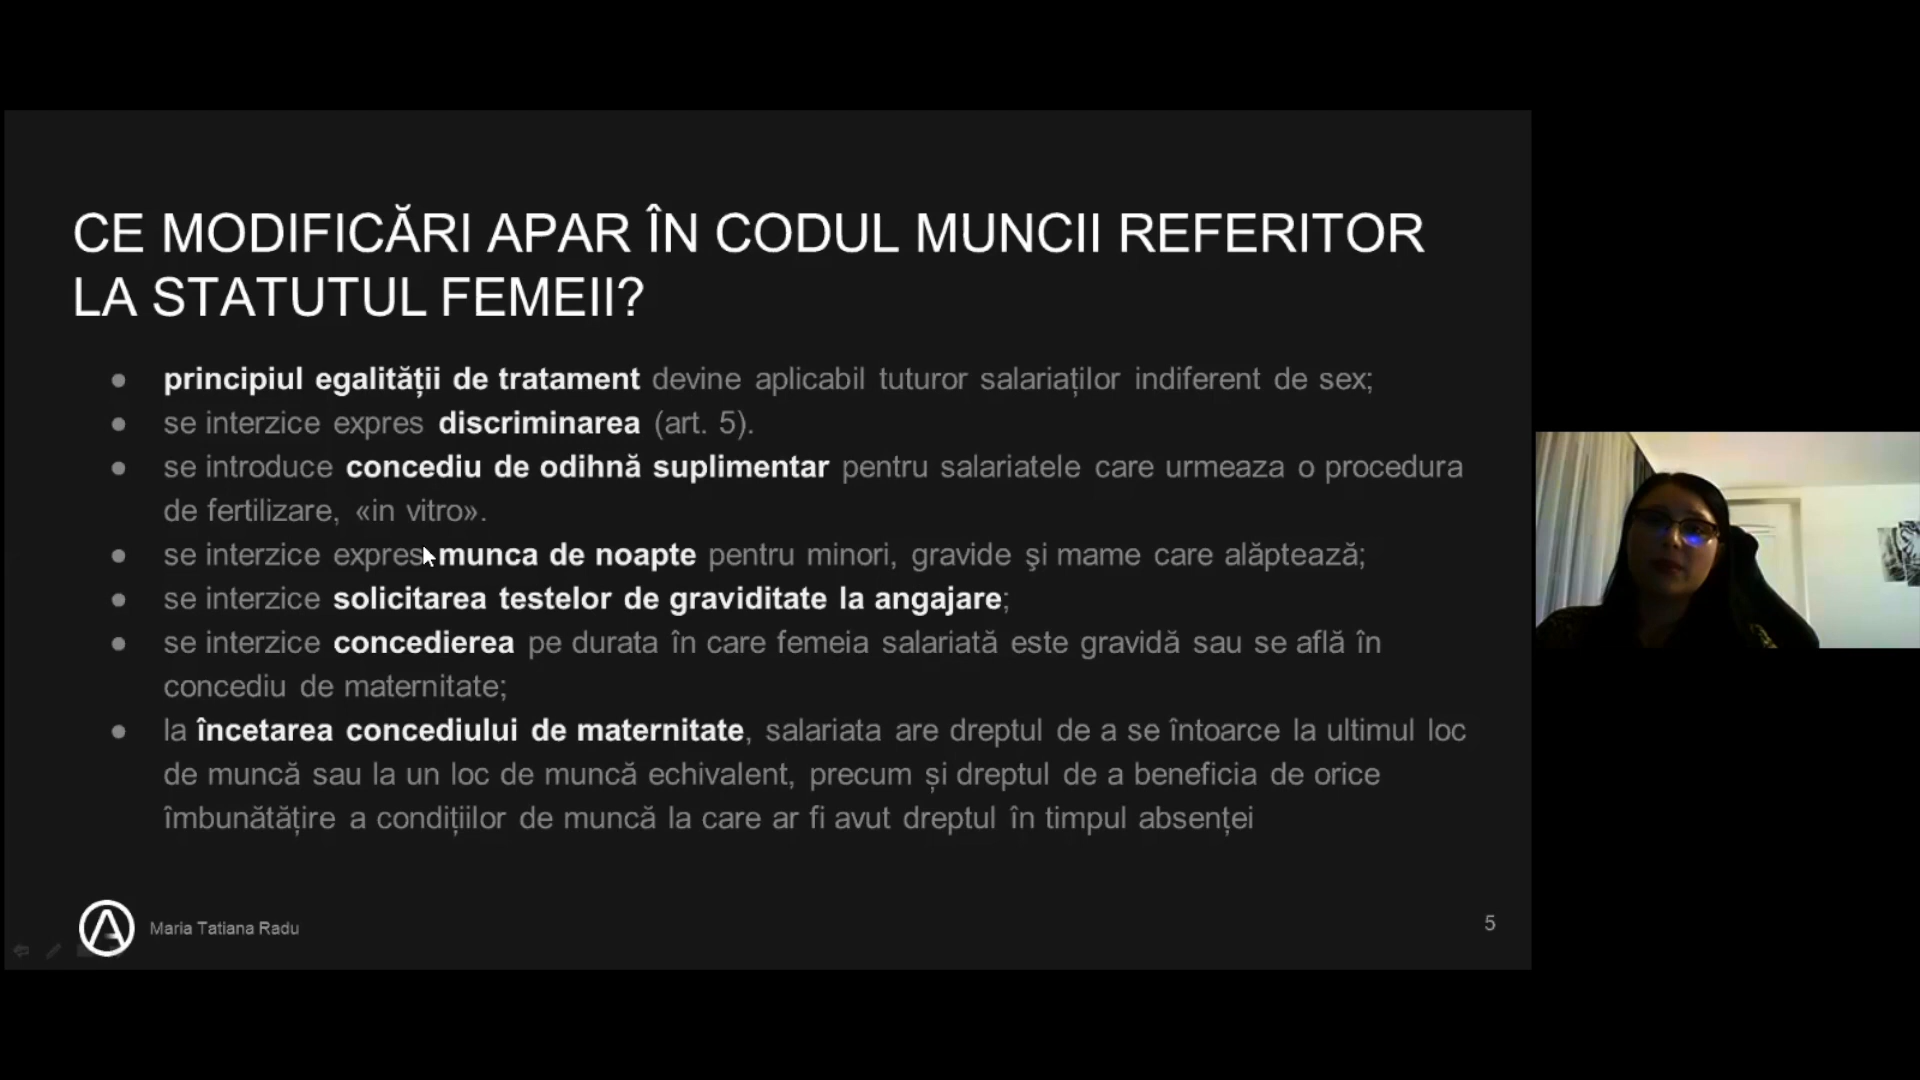 CE MODIFICĂRI APAR ÎN CODUL MUNCII REFERITOR
LA STATUTUL FEMEII?
● principiul egalității de tratament devine aplicabil tuturor salariaților indiferent de sex;
● se interzice expres discriminarea (art. 5).
● se introduce concediu de odihnă suplimentar pentru salariatele care urmeaza o procedura
de fertilizare, «in vitro».
● se interzice expres munca de noapte pentru minori, gravide şi mame care alăptează;
● se interzice solicitarea testelor de graviditate la angajare;
● se interzice concedierea pe durata în care femeia salariată este gravidă sau se află în
concediu de maternitate;
● la încetarea concediului de maternitate, salariata are dreptul de a se întoarce la ultimul loc
de muncă sau la un loc de muncă echivalent, precum și dreptul de a beneficia de orice
îmbunătățire a condițiilor de muncă la care ar fi avut dreptul în timpul absenței
Maria Tatiana Radu
5